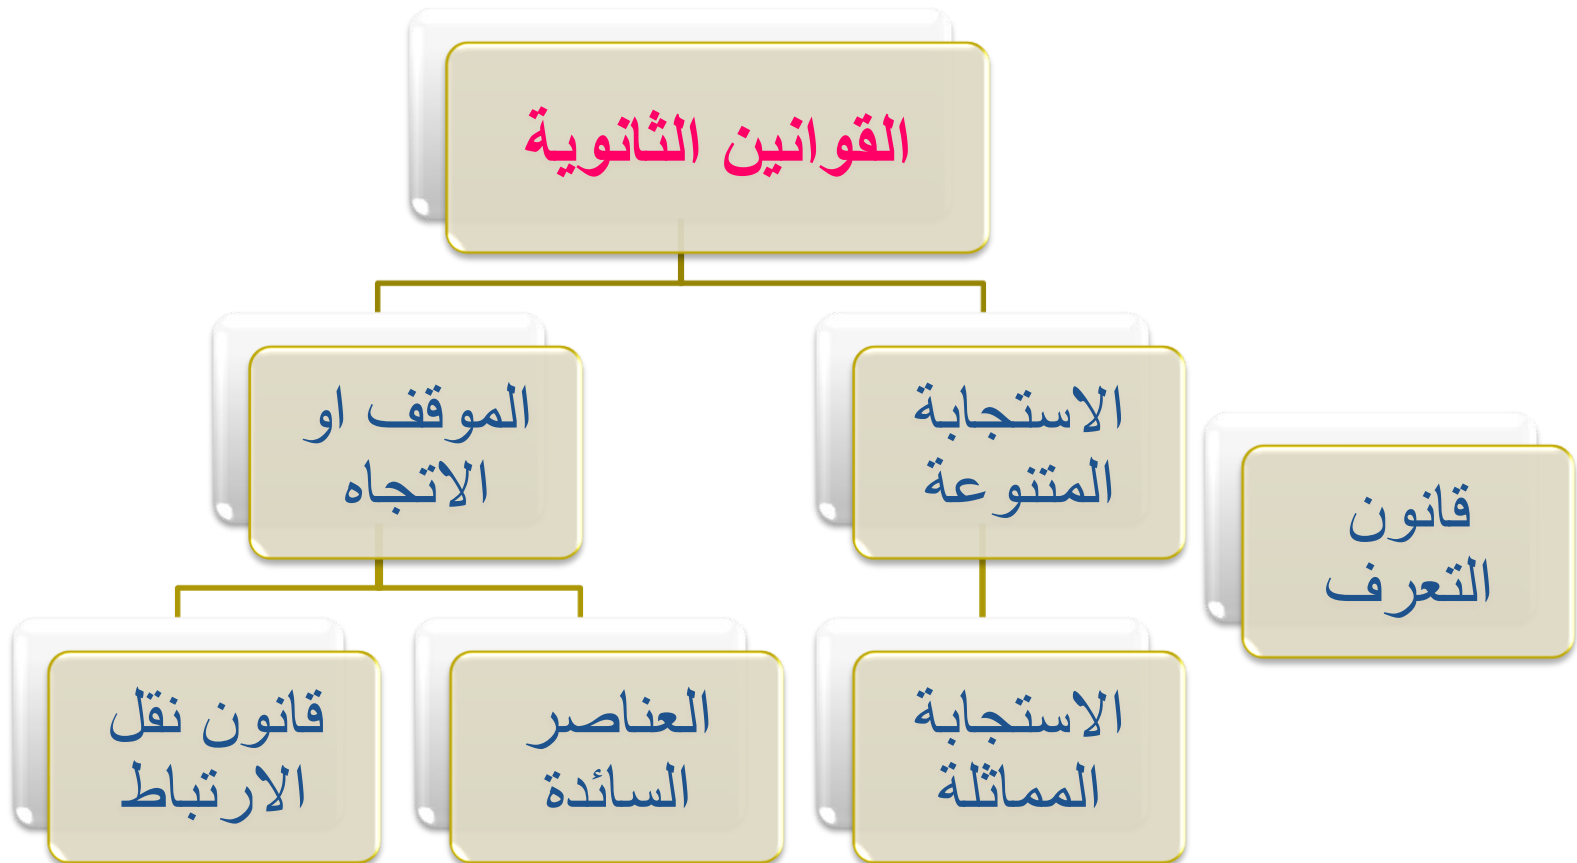 القوانين الثانوية
الاستجابة
المتنوعة
الموقف او
الاتجاه
قانون
التعرف
الاستجابة
المماثلة
العناصر
السائدة
قانون نقل
الارتباط